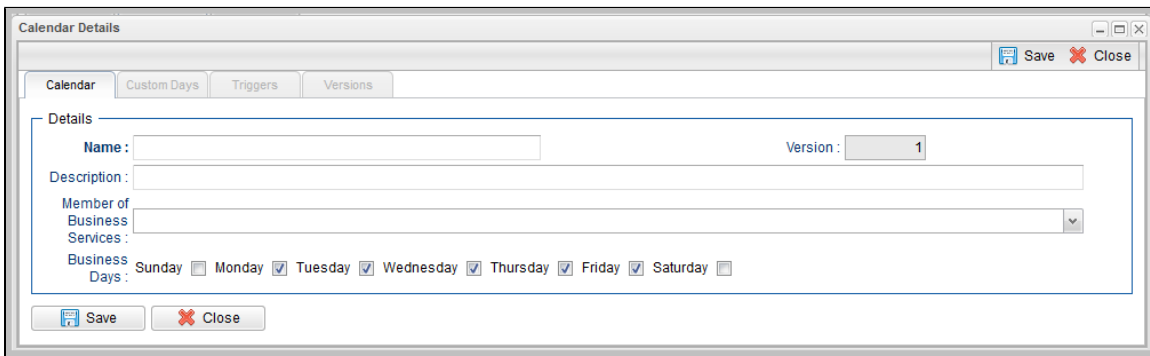 Calendar Details
Save Close
Calendar Custom Days Triggers Versions
Details
Name : Version : 1
Description :
Member of
Business
Services :
Business
Days : Sunday Monday Tuesday Wednesday Thursday Friday Saturday
Save Close